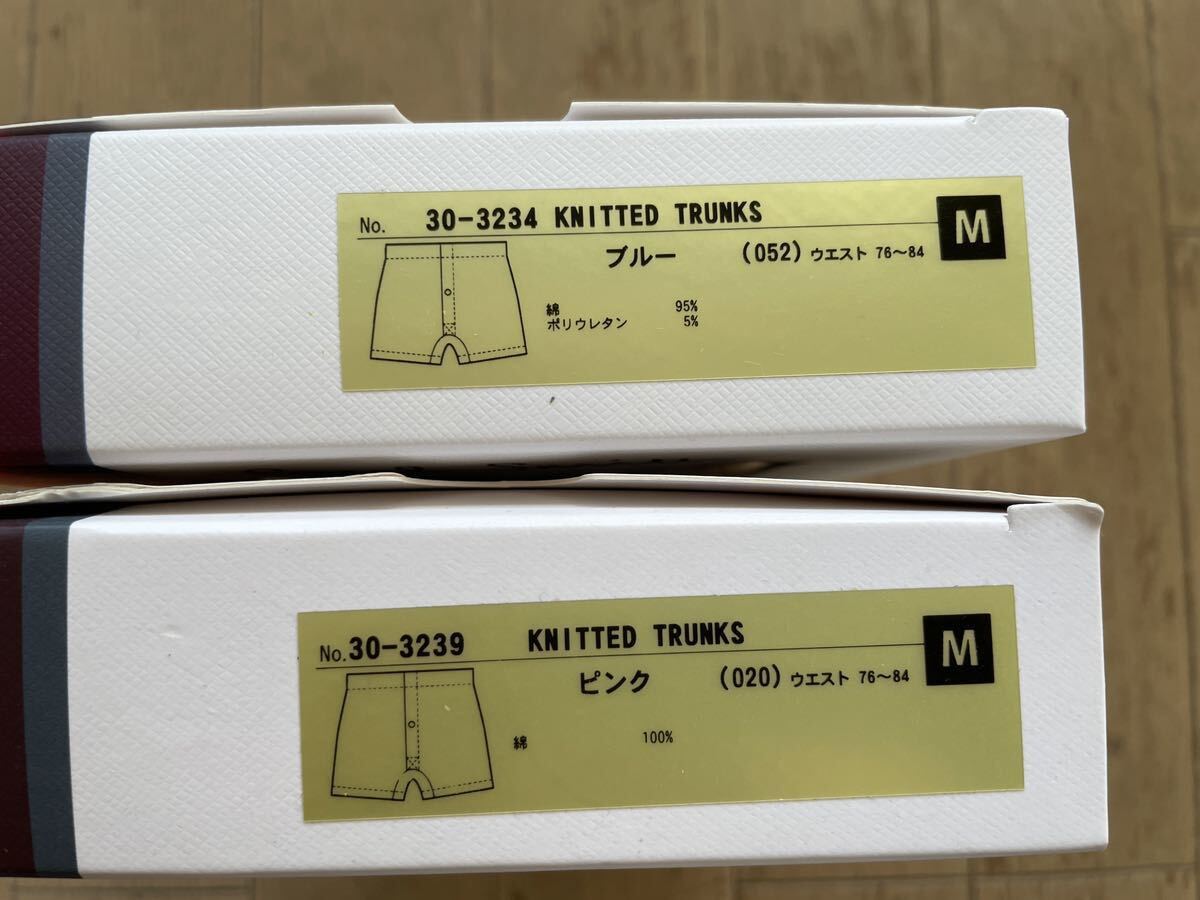 No. 30-3234 KNITTED TRUNKS
M
ブルー (052) ウエスト 76～84
綿 95%
ポリウレタン 5%
No.30-3239 KNITTED TRUNKS
M
ピンク (020) ウエスト 76～84
綿 100%